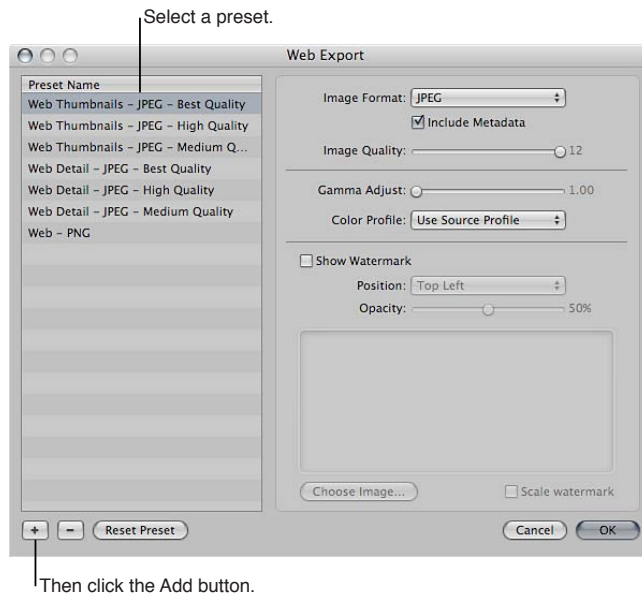 Select a preset.
Web Export
Preset Name
Web Thumbnails – JPEG – Best Quality
Web Thumbnails – JPEG – High Quality
Web Thumbnails – JPEG – Medium Q...
Web Detail – JPEG – Best Quality
Web Detail – JPEG – High Quality
Web Detail – JPEG – Medium Quality
Web – PNG
Image Format: JPEG
Include Metadata
Image Quality: 12
Gamma Adjust: 1.00
Color Profile: Use Source Profile
Show Watermark
Position: Top Left
Opacity: 50%
Choose Image...
Scale watermark
+ – Reset Preset Cancel OK
Then click the Add button.